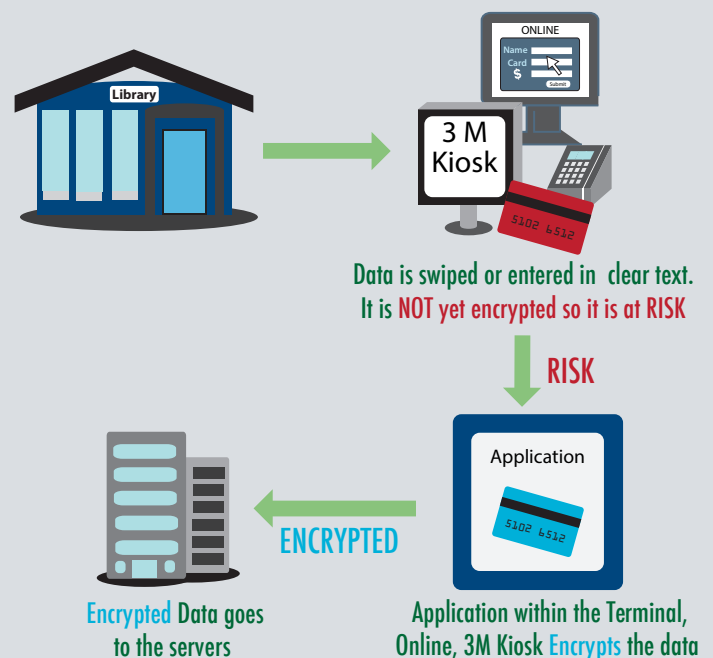 ONLINE
Name
Card
$
Submit
Library
3 M
Kiosk
5102 6512
Data is swiped or entered in clear text.
It is NOT yet encrypted so it is at RISK
RISK
Application
5102 6512
ENCRYPTED
Encrypted Data goes
to the servers
Application within the Terminal,
Online, 3M Kiosk Encrypts the data